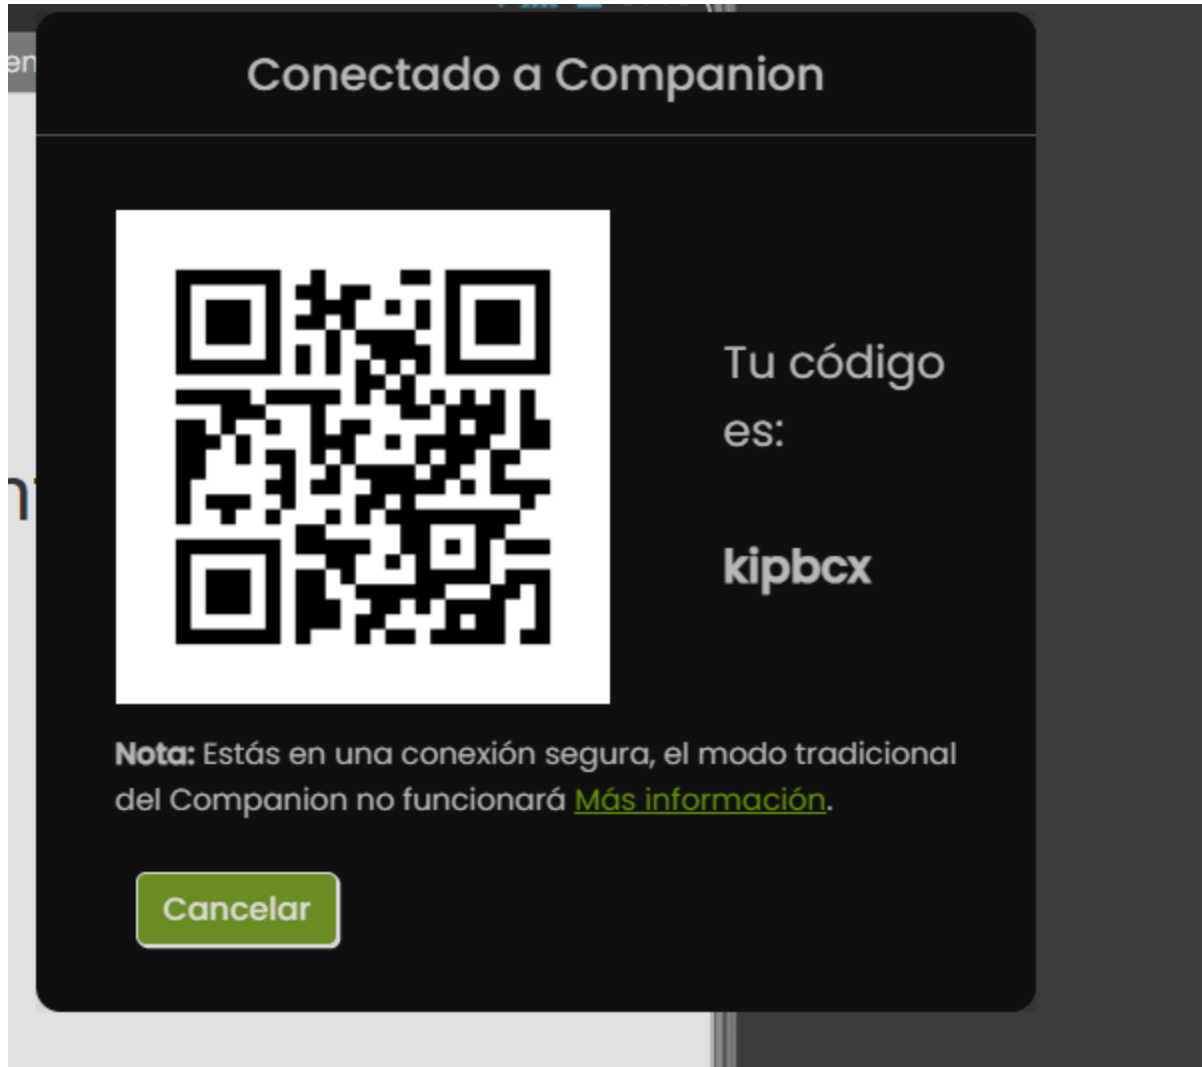 Conectado a Companion
Tu código
es:
kipbcx
Nota: Estás en una conexión segura, el modo tradicional
del Companion no funcionará Más información.
Cancelar